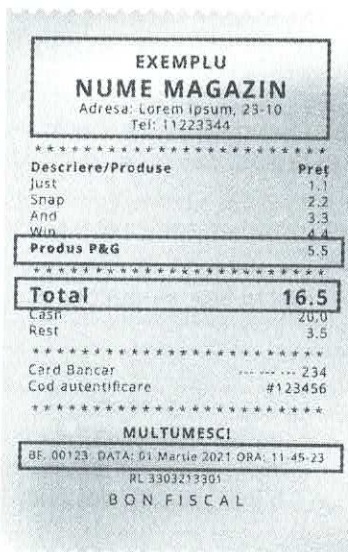 EXEMPLU
NUME MAGAZIN
Adresa: Lorem ipsum, 23-10
Tel: 11223344
* * * * * * * * * * * * * * * * * * * * * * * *
Descriere/Produse Preț
Just 1.1
Snap 2.2
And 3.3
Win 4.4
Produs P&G 5.5
* * * * * * * * * * * * * * * * * * * * * * * *
Total 16.5
Cash 20.0
Rest 3.5
* * * * * * * * * * * * * * * * * * * * * * * *
Card Bancar --- --- --- 234
Cod autentificare #123456
* * * * * * * * * * * * * * * * * * * * * * * *
MULTUMESC!
BF. 00123 DATA: 01 Martie 2021 ORA: 11-45-23
RL 3303213301
BON FISCAL